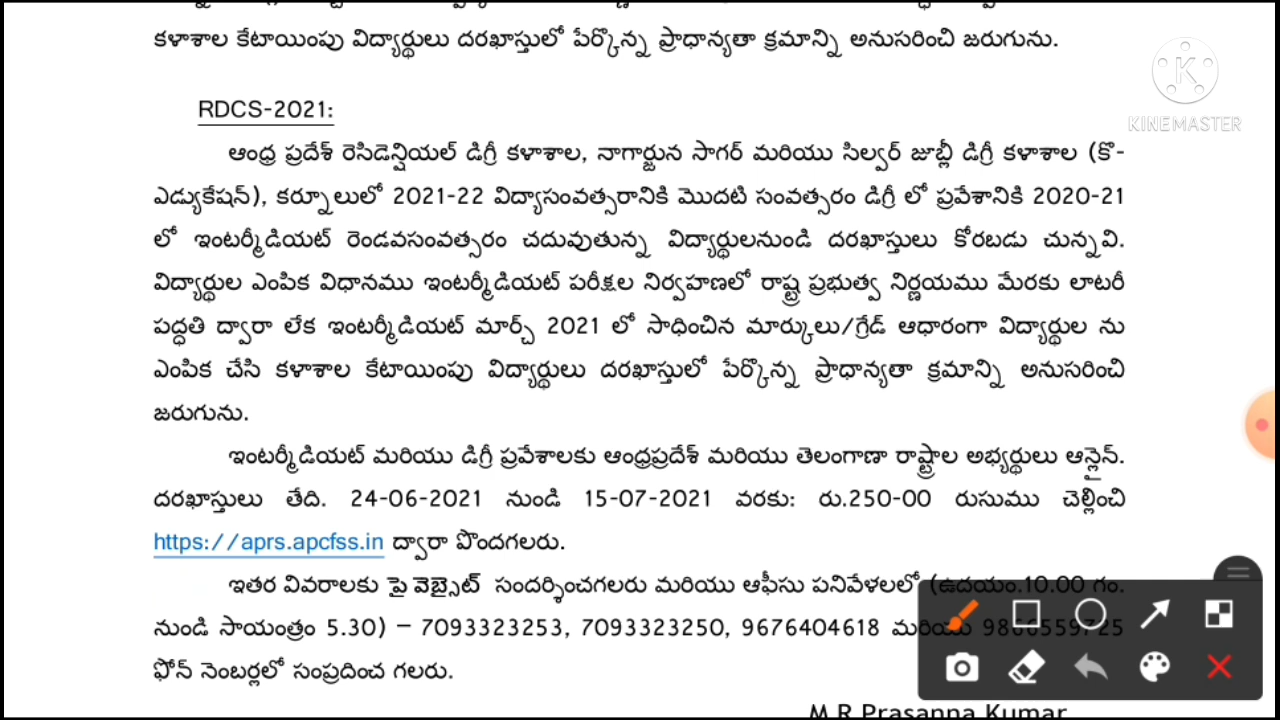 కళాశాల కేటాయింపు విద్యార్థులు దరఖాస్తులో పేర్కొన్న ప్రాధాన్యతా క్రమాన్ని అనుసరించి జరుగును.
KINEMASTER
RDCS-2021:
ఆంధ్ర ప్రదేశ్ రెసిడెన్షియల్ డిగ్రీ కళాశాల, నాగార్జున సాగర్ మరియు సిల్వర్ జూబ్లీ డిగ్రీ కళాశాల (కొ-
ఎడ్యుకేషన్), కర్నూలులో 2021-22 విద్యాసంవత్సరానికి మొదటి సంవత్సరం డిగ్రీ లో ప్రవేశానికి 2020-21
లో ఇంటర్మీడియట్ రెండవసంవత్సరం చదువుతున్న విద్యార్థులనుండి దరఖాస్తులు కోరబడు చున్నవి.
విద్యార్థుల ఎంపిక విధానము ఇంటర్మీడియట్ పరీక్షల నిర్వహణలో రాష్ట్ర ప్రభుత్వ నిర్ణయము మేరకు లాటరీ
పద్ధతి ద్వారా లేక ఇంటర్మీడియట్ మార్చ్ 2021 లో సాధించిన మార్కులు/గ్రేడ్ ఆధారంగా విద్యార్థుల ను
ఎంపిక చేసి కళాశాల కేటాయింపు విద్యార్థులు దరఖాస్తులో పేర్కొన్న ప్రాధాన్యతా క్రమాన్ని అనుసరించి
జరుగును.
ఇంటర్మీడియట్ మరియు డిగ్రీ ప్రవేశాలకు ఆంధ్రప్రదేశ్ మరియు తెలంగాణా రాష్ట్రాల అభ్యర్థులు ఆన్లైన్.
దరఖాస్తులు తేది. 24-06-2021 నుండి 15-07-2021 వరకు: రు.250-00 రుసుము చెల్లించి
https://aprs.apcfss.in ద్వారా పొందగలరు.
ఇతర వివరాలకు పై వెబ్సైట్ సందర్శించగలరు మరియు ఆఫీసు పనివేళలలో (ఉదయం.10.00 గం.
నుండి సాయంత్రం 5.30) – 7093323253, 7093323250, 9676404618 మరియు 9866559725
ఫోన్ నెంబర్లలో సంప్రదించ గలరు.
M.R.Prasanna Kumar